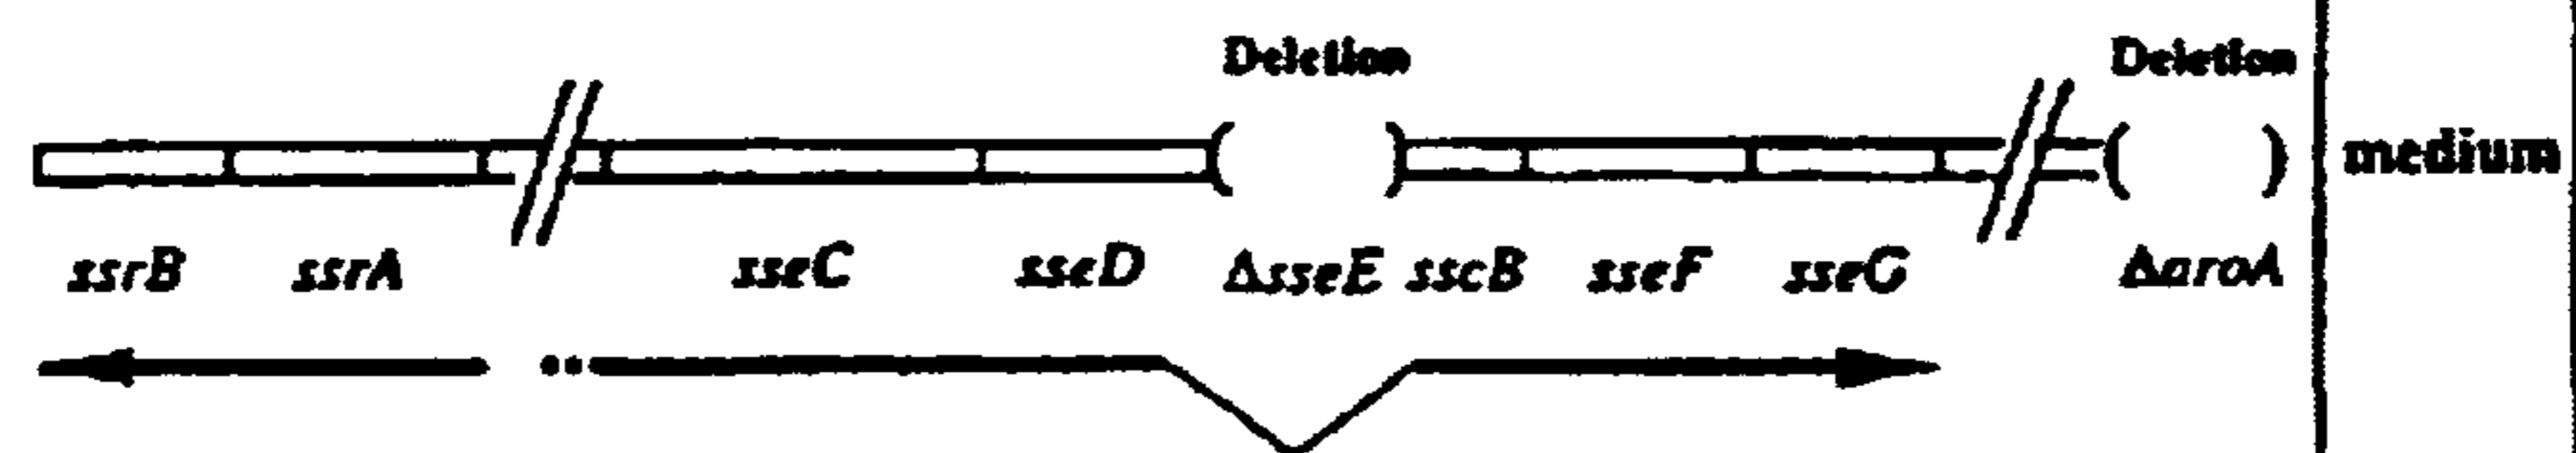 Deletion Deletion
medium
ssrB ssrA sseC sseD ΔsseE sscB sseF sseG ΔaroA